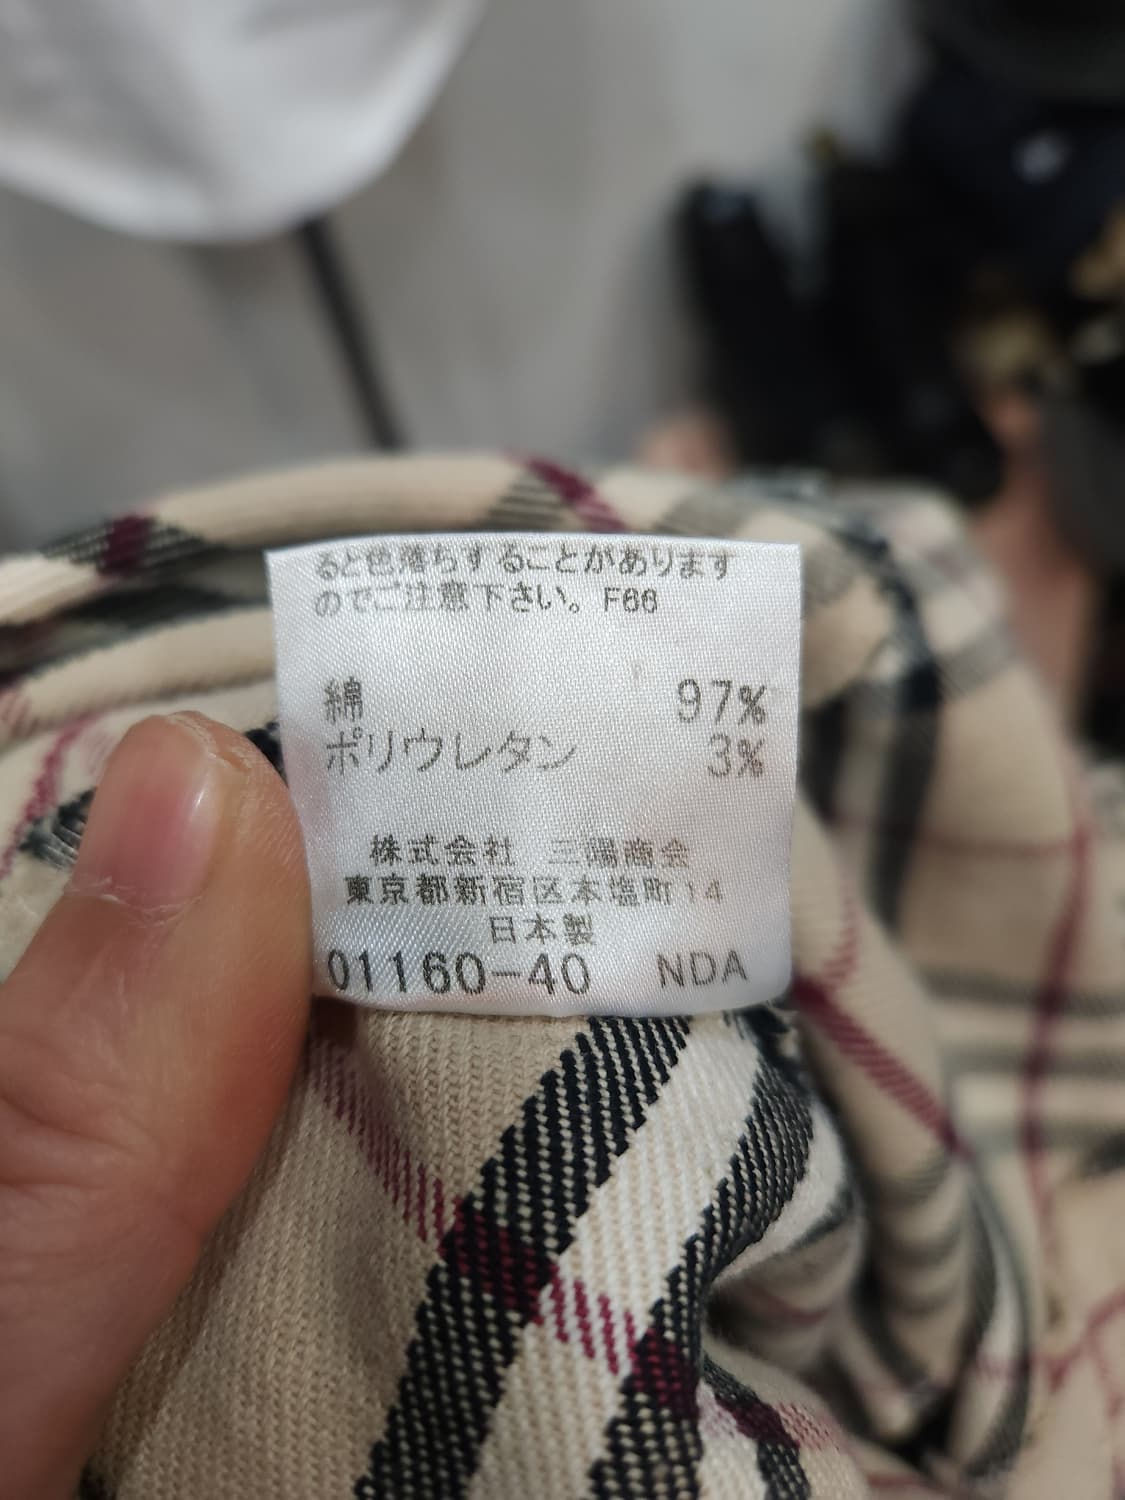 ると色落ちすることがあります
のでご注意下さい。F66
綿 97%
ポリウレタン 3%
株式会社 三陽商会
東京都新宿区本塩町14
日本製
01160-40 NDA